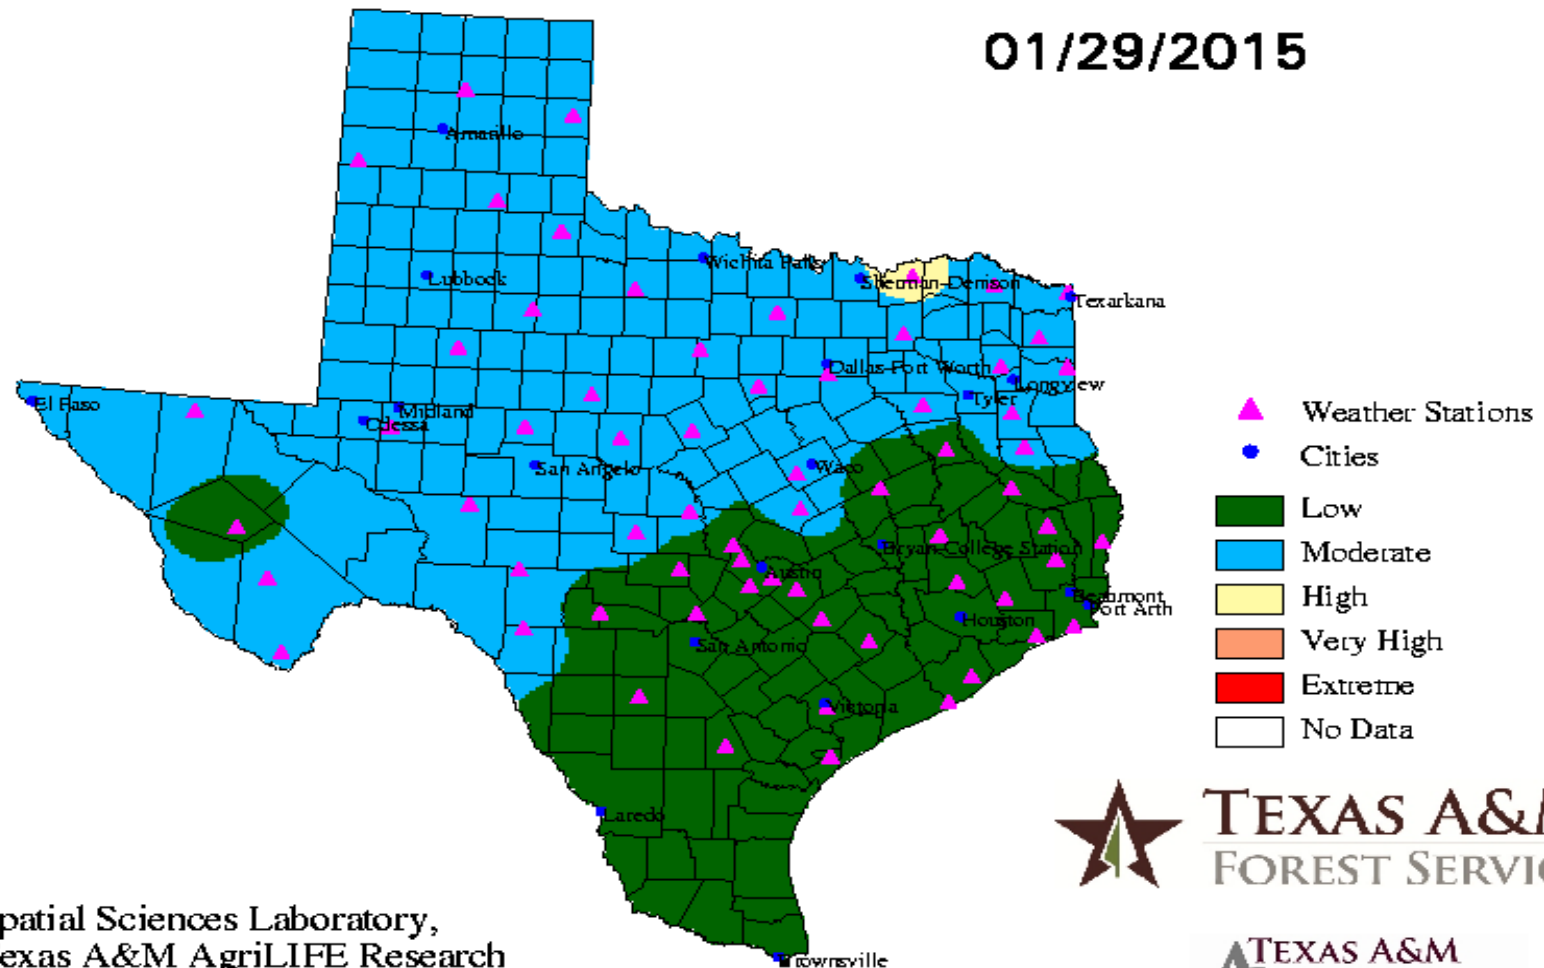 01/29/2015
Amarillo
Lubbock
Wichita Falls
Sherman-Denison
Texarkana
Dallas-Fort Worth
Longview
Tyler
El Paso
Midland
Odessa
San Angelo
Waco
Bryan-College Station
Austin
Beaumont
Port Arth
Houston
San Antonio
Victoria
Laredo
Brownsville
Weather Stations
Cities
Low
Moderate
High
Very High
Extreme
No Data
TEXAS A&M
FOREST SERVIC
patial Sciences Laboratory,
exas A&M AgriLIFE Research
TEXAS A&M